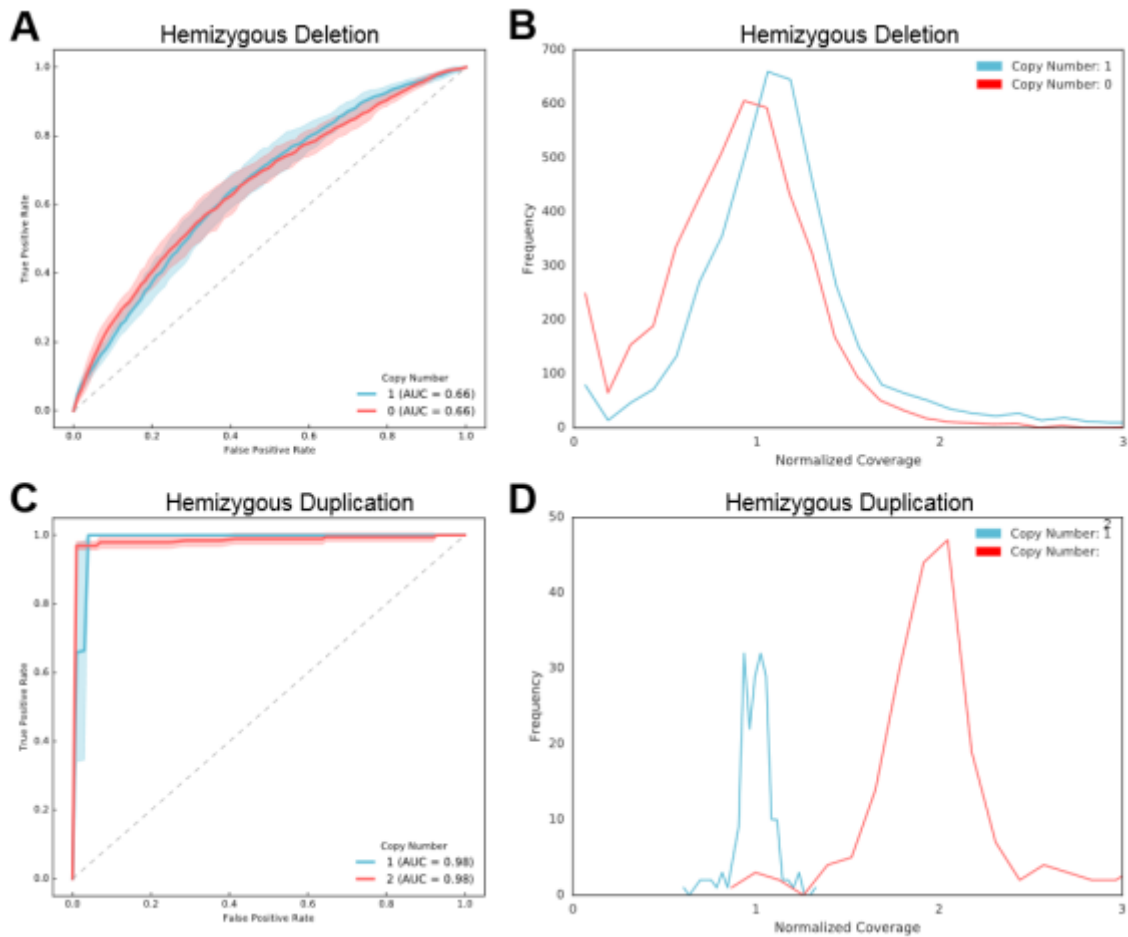 A
Hemizygous Deletion
1.0
0.8
0.6
0.4
0.2
0.0
True Positive Rate
0.0
0.2
0.4
0.6
0.8
1.0
False Positive Rate
Copy Number
1 (AUC = 0.66)
0 (AUC = 0.66)
B
Hemizygous Deletion
700
600
500
400
300
200
100
0
Frequency
0
1
2
3
Normalized Coverage
Copy Number: 1
Copy Number: 0
C
Hemizygous Duplication
1.0
0.8
0.6
0.4
0.2
0.0
True Positive Rate
0.0
0.2
0.4
0.6
0.8
1.0
False Positive Rate
Copy Number
1 (AUC = 0.98)
2 (AUC = 0.98)
D
Hemizygous Duplication
50
40
30
20
10
0
Frequency
0
1
2
3
Normalized Coverage
2
Copy Number: 1
Copy Number: